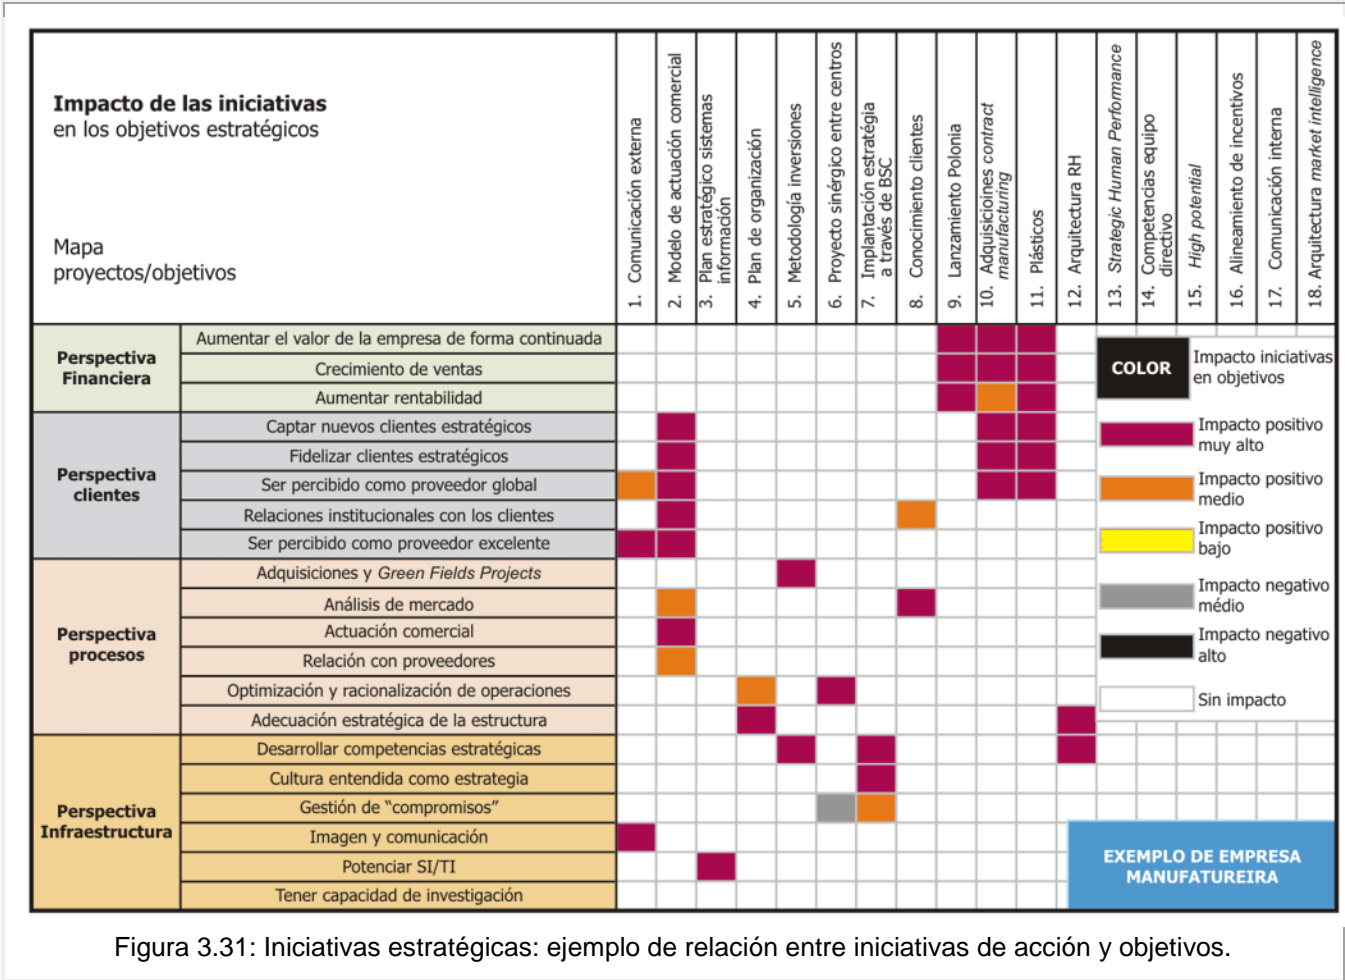 Impacto de las iniciativas
en los objetivos estratégicos
Mapa
proyectos/objetivos
1. Comunicación externa
2. Modelo de actuación comercial
3. Plan estratégico sistemas
información
4. Plan de organización
5. Metodología inversiones
6. Proyecto sinérgico entre centros
7. Implantación estratégia
a través de BSC
8. Conocimiento clientes
9. Lanzamiento Polonia
10. Adquisicioines contract
manufacturing
11. Plásticos
12. Arquitectura RH
13. Strategic Human Performance
14. Competencias equipo
directivo
15. High potential
16. Alineamiento de incentivos
17. Comunicación interna
18. Arquitectura market intelligence
Perspectiva
Financiera
Aumentar el valor de la empresa de forma continuada
Crecimiento de ventas
Aumentar rentabilidad
Perspectiva
clientes
Captar nuevos clientes estratégicos
Fidelizar clientes estratégicos
Ser percibido como proveedor global
Relaciones institucionales con los clientes
Ser percibido como proveedor excelente
Perspectiva
procesos
Adquisiciones y Green Fields Projects
Análisis de mercado
Actuación comercial
Relación con proveedores
Optimización y racionalización de operaciones
Adecuación estratégica de la estructura
Perspectiva
Infraestructura
Desarrollar competencias estratégicas
Cultura entendida como estrategia
Gestión de “compromisos”
Imagen y comunicación
Potenciar SI/TI
Tener capacidad de investigación
COLOR
Impacto iniciativas
en objetivos
Impacto positivo
muy alto
Impacto positivo
medio
Impacto positivo
bajo
Impacto negativo
médio
Impacto negativo
alto
Sin impacto
EXEMPLO DE EMPRESA
MANUFATUREIRA
Figura 3.31: Iniciativas estratégicas: ejemplo de relación entre iniciativas de acción y objetivos.